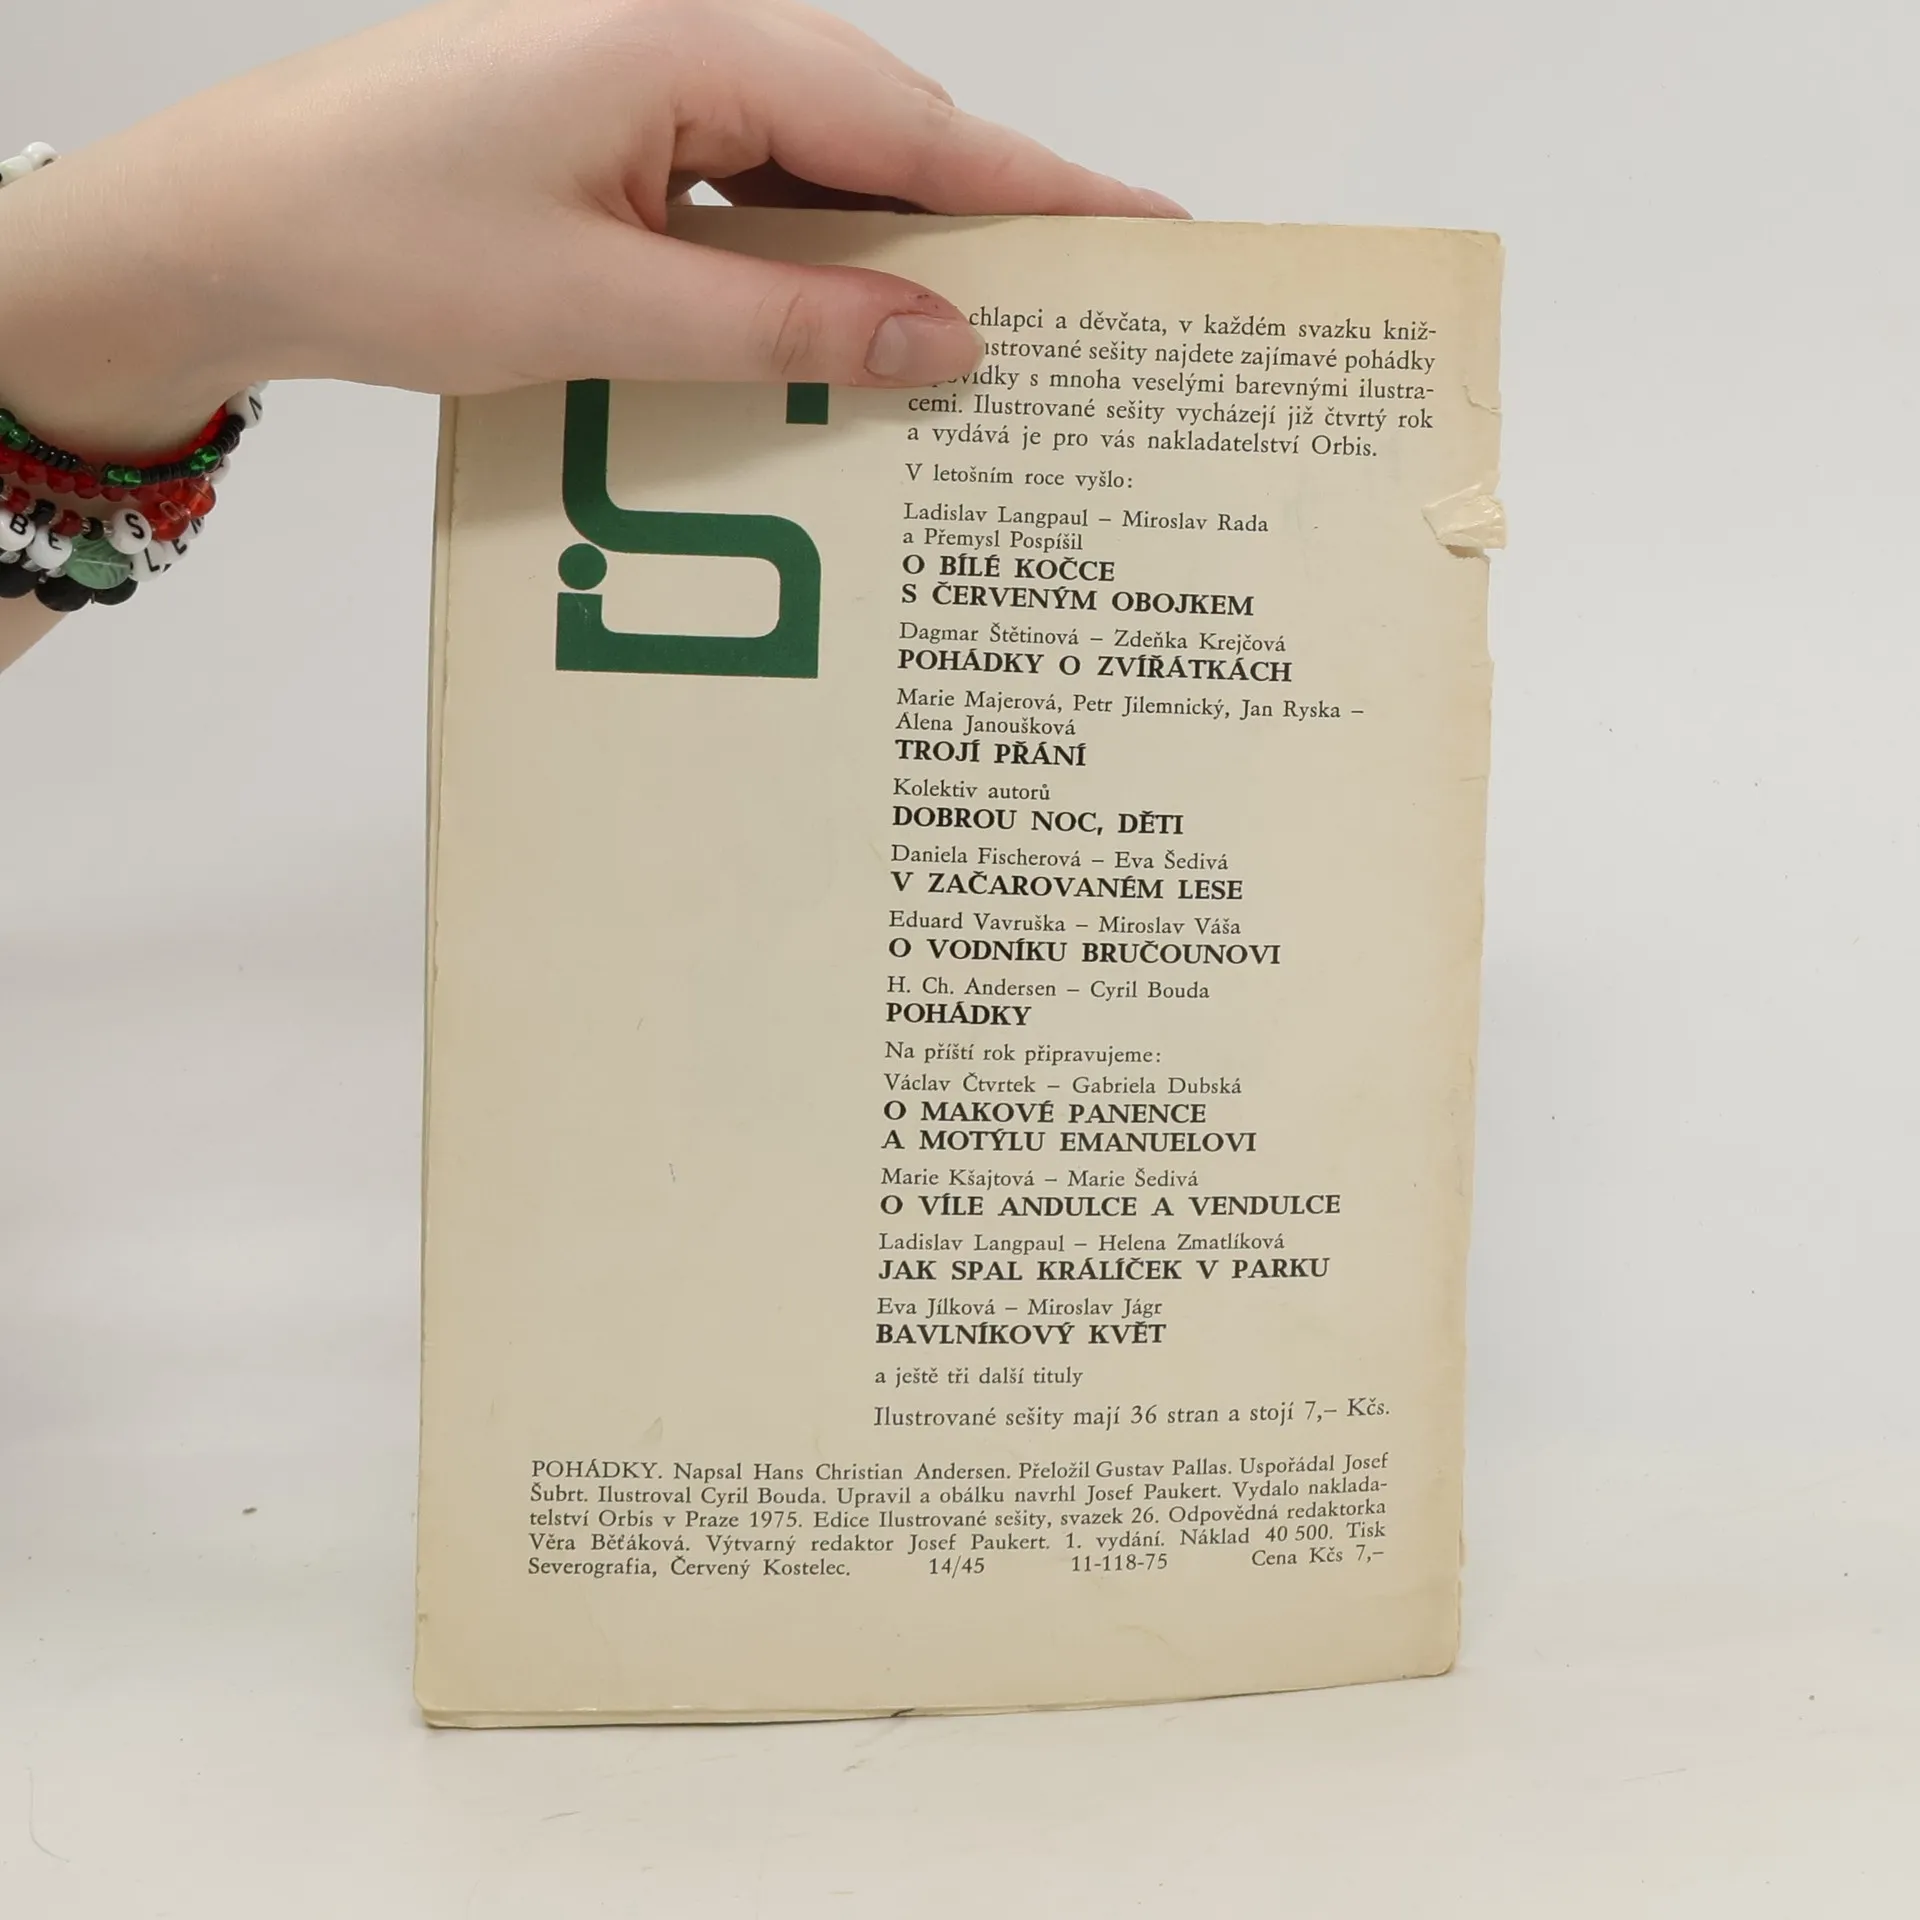 chlapci a děvčata, v každém svazku kniž-
ilustrované sešity najdete zajímavé pohádky
povídky s mnoha veselými barevnými ilustra-
cemi. Ilustrované sešity vycházejí již čtvrtý rok
a vydává je pro vás nakladatelství Orbis.
V letošním roce vyšlo:
Ladislav Langpaul – Miroslav Rada
a Přemysl Pospíšil
O BÍLÉ KOČCE
S ČERVENÝM OBOJKEM
Dagmar Štětinová – Zdeňka Krejčová
POHÁDKY O ZVÍŘÁTKÁCH
Marie Majerová, Petr Jilemnický, Jan Ryska –
Alena Janoušková
TROJÍ PŘÁNÍ
Kolektiv autorů
DOBROU NOC, DĚTI
Daniela Fischerová – Eva Šedivá
V ZAČAROVANÉM LESE
Eduard Vavruška – Miroslav Váša
O VODNÍKU BRUČOUNOVI
H. Ch. Andersen – Cyril Bouda
POHÁDKY
Na příští rok připravujeme:
Václav Čtvrtek – Gabriela Dubská
O MAKOVÉ PANENCE
A MOTÝLU EMANUELOVI
Marie Kšajtová – Marie Šedivá
O VÍLE ANDULCE A VENDULCE
Ladislav Langpaul – Helena Zmatlíková
JAK SPAL KRÁLÍČEK V PARKU
Eva Jílková – Miroslav Jágr
BAVLNÍKOVÝ KVĚT
a ještě tři další tituly
Ilustrované sešity mají 36 stran a stojí 7,– Kčs.
POHÁDKY. Napsal Hans Christian Andersen. Přeložil Gustav Pallas. Uspořádal Josef
Šubrt. Ilustroval Cyril Bouda. Upravil a obálku navrhl Josef Paukert. Vydalo naklada-
telství Orbis v Praze 1975. Edice Ilustrované sešity, svazek 26. Odpovědná redaktorka
Věra Běťáková. Výtvarný redaktor Josef Paukert. 1. vydání. Náklad 40 500. Tisk
Severografia, Červený Kostelec. 14/45 11-118-75 Cena Kčs 7,–